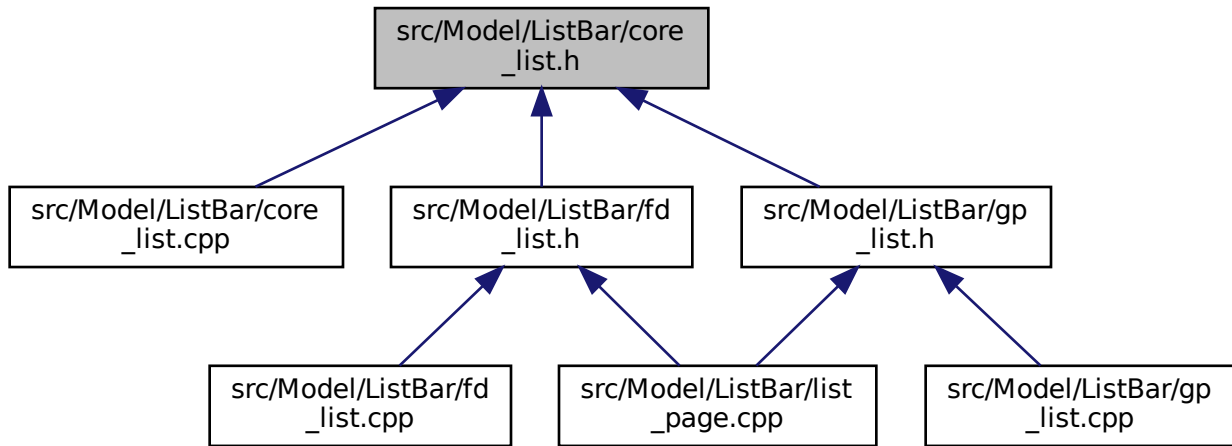 src/Model/ListBar/core
_list.h
src/Model/ListBar/core
_list.cpp
src/Model/ListBar/fd
_list.h
src/Model/ListBar/gp
_list.h
src/Model/ListBar/fd
_list.cpp
src/Model/ListBar/list
_page.cpp
src/Model/ListBar/gp
_list.cpp